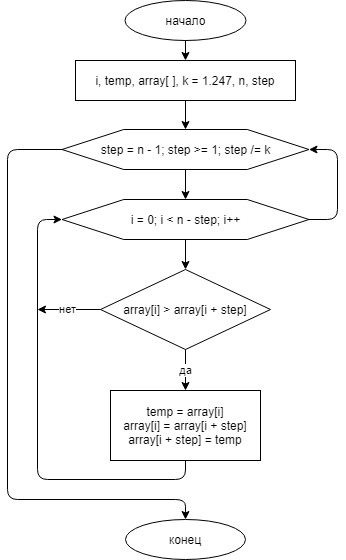 начало
i, temp, array[ ], k = 1.247, n, step
step = n - 1; step >= 1; step /= k
i = 0; i < n - step; i++
array[i] > array[i + step]
нет
да
temp = array[i]
array[i] = array[i + step]
array[i + step] = temp
конец